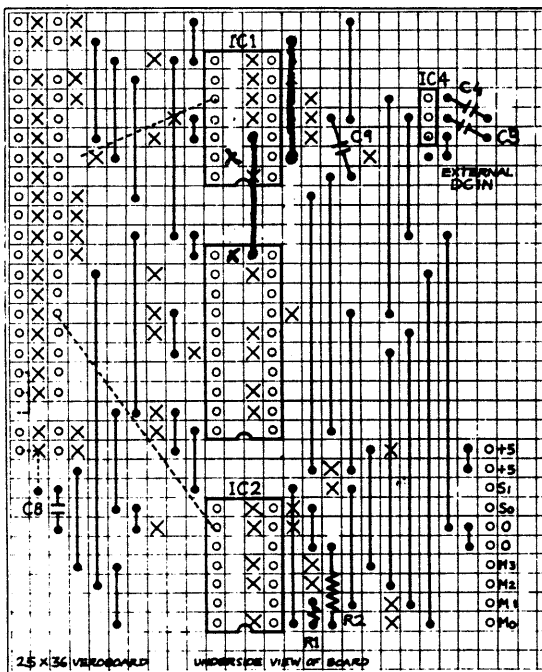 IC1
IC4
C4
C9
C5
EXTERNAL
DC IN
+5
+5
S1
IC2
S0
C8
0
0
M3
M2
M1
R2
M0
R1
25 X 36 VEROBOARD
UNDERSIDE VIEW OF BOARD